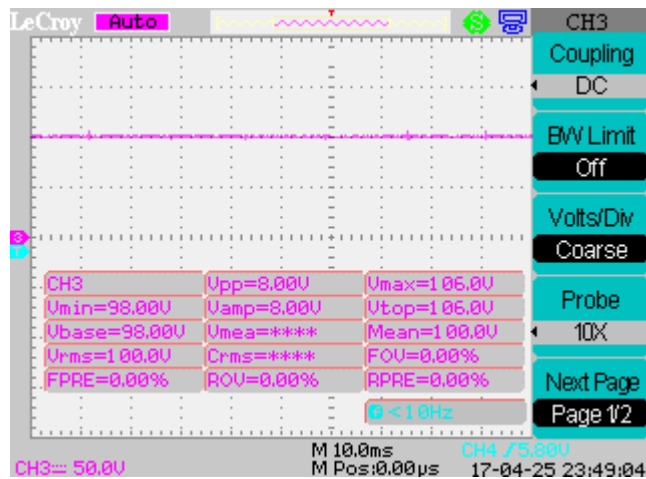 LeCroy Auto CH3
Coupling
DC
BW Limit
Off
Volts/Div
Coarse
Probe
10X
Next Page
Page 1/2
3
CH3 Vpp=8.00V Vmax=106.0V
Vmin=98.00V Vamp=8.00V Vtop=106.0V
Vbase=98.00V Vmea=**** Mean=100.0V
Vrms=100.0V Crms=**** FOV=0.00%
FPRE=0.00% ROV=0.00% RPRE=0.00%
F <10Hz
M 10.0ms CH4 / 5.80V
CH3 50.0V M Pos:0.00µs 17-04-25 23:49:04